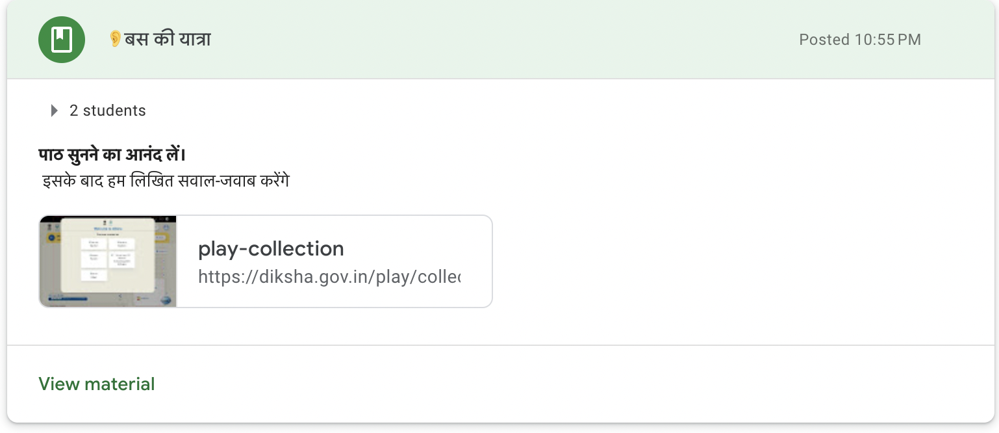 👂बस की यात्रा
Posted 10:55 PM
2 students
पाठ सुनने का आनंद लें।
इसके बाद हम लिखित सवाल-जवाब करेंगे
play-collection
https://diksha.gov.in/play/collec
View material